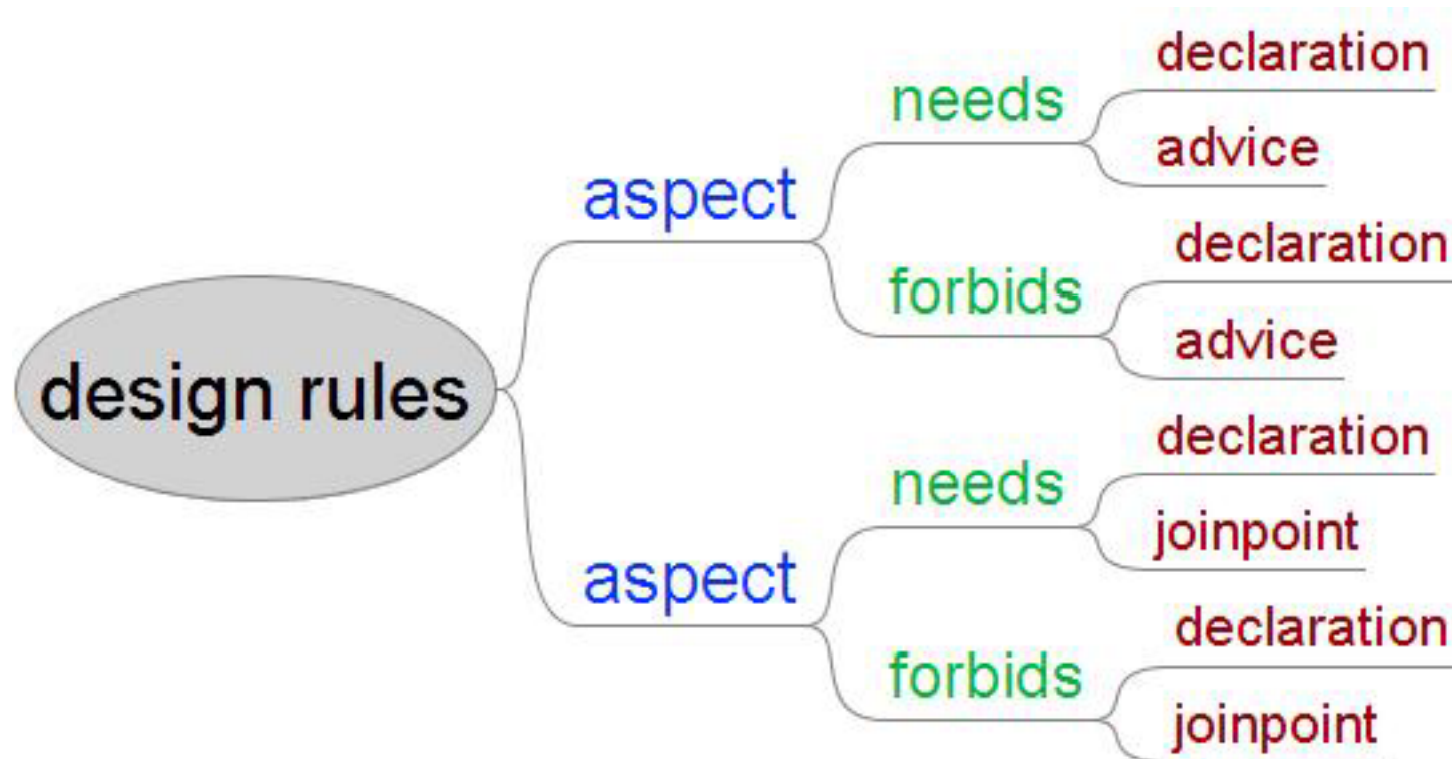 design rules
aspect
needs
declaration
advice
forbids
declaration
advice
aspect
needs
declaration
joinpoint
forbids
declaration
joinpoint